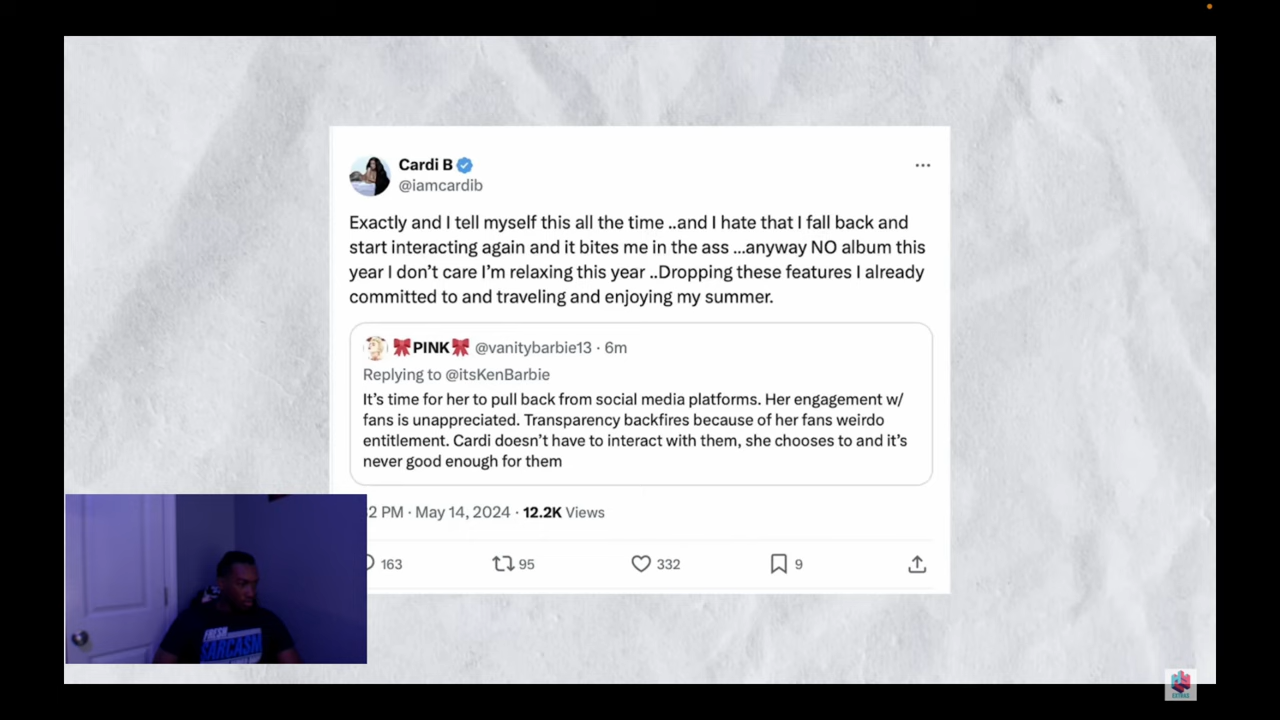 Cardi B
@iamcardib
Exactly and I tell myself this all the time ..and I hate that I fall back and
start interacting again and it bites me in the ass ...anyway NO album this
year I don't care I'm relaxing this year ..Dropping these features I already
committed to and traveling and enjoying my summer.
PINK @vanitybarbie13 · 6m
Replying to @itsKenBarbie
It's time for her to pull back from social media platforms. Her engagement w/
fans is unappreciated. Transparency backfires because of her fans weirdo
entitlement. Cardi doesn't have to interact with them, she chooses to and it's
never good enough for them
2 PM · May 14, 2024 · 12.2K Views
163 95 332 9
FRESH
SARCASM
EXTRAS